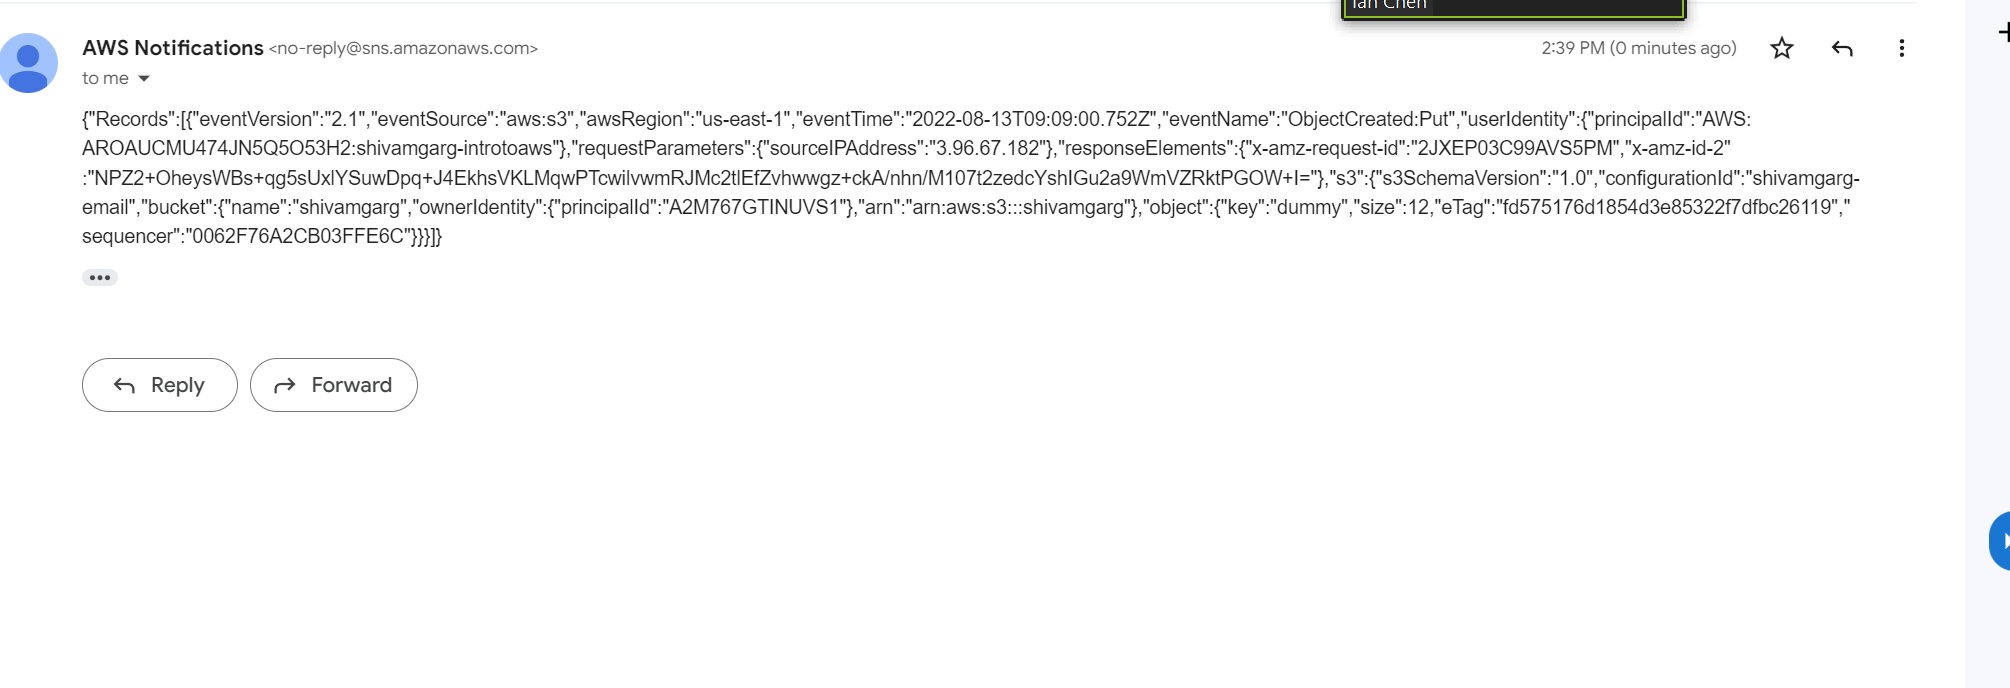 Ian Chen
AWS Notifications <no-reply@sns.amazonaws.com>
2:39 PM (0 minutes ago)
to me
{"Records":[{"eventVersion":"2.1","eventSource":"aws:s3","awsRegion":"us-east-1","eventTime":"2022-08-13T09:09:00.752Z","eventName":"ObjectCreated:Put","userIdentity":{"principalId":"AWS:
AROAUCMU474JN5Q5O53H2:shivamgarg-introtoaws"},"requestParameters":{"sourceIPAddress":"3.96.67.182"},"responseElements":{"x-amz-request-id":"2JXEP03C99AVS5PM","x-amz-id-2"
:"NPZ2+OheysWBs+qg5sUxlYSuwDpq+J4EkhsVKLMqwPTcwilvwmRJMc2tlEfZvhwwgz+ckA/nhn/M107t2zedcYshIGu2a9WmVZRktPGOW+I="},"s3":{"s3SchemaVersion":"1.0","configurationId":"shivamgarg-
email","bucket":{"name":"shivamgarg","ownerIdentity":{"principalId":"A2M767GTINUVS1"},"arn":"arn:aws:s3:::shivamgarg"},"object":{"key":"dummy","size":12,"eTag":"fd575176d1854d3e85322f7dfbc26119","
sequencer":"0062F76A2CB03FFE6C"}}}]}
Reply
Forward